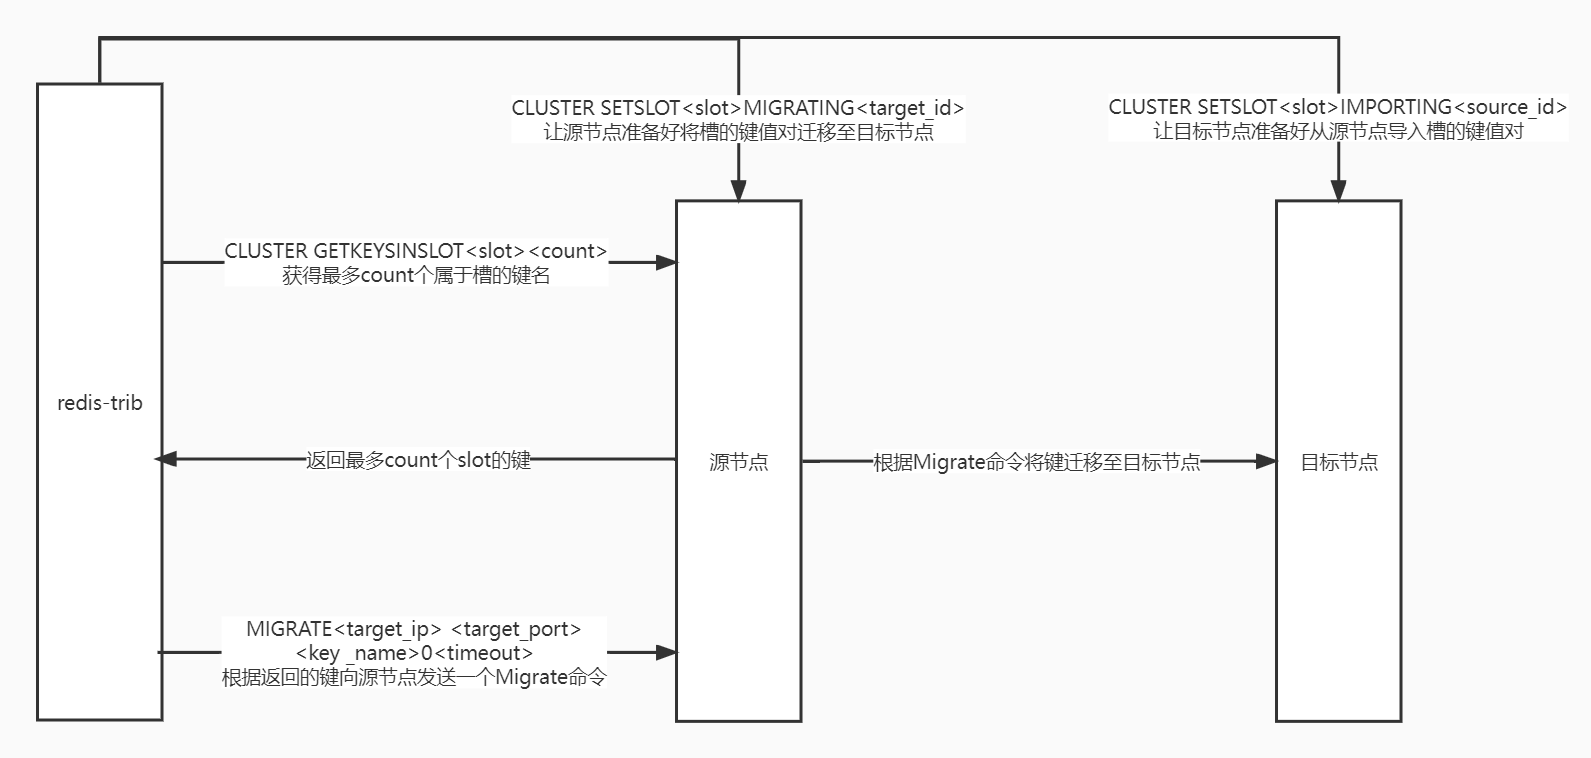 CLUSTER SETSLOT<slot>MIGRATING<target_id>
让源节点准备好将槽的键值对迁移至目标节点
CLUSTER SETSLOT<slot>IMPORTING<source_id>
让目标节点准备好从源节点导入槽的键值对
CLUSTER GETKEYSINSLOT<slot><count>
获得最多count个属于槽的键名
redis-trib
返回最多count个slot的键
源节点
根据Migrate命令将键迁移至目标节点
目标节点
MIGRATE<target_ip> <target_port>
<key _name>0<timeout>
根据返回的键向源节点发送一个Migrate命令